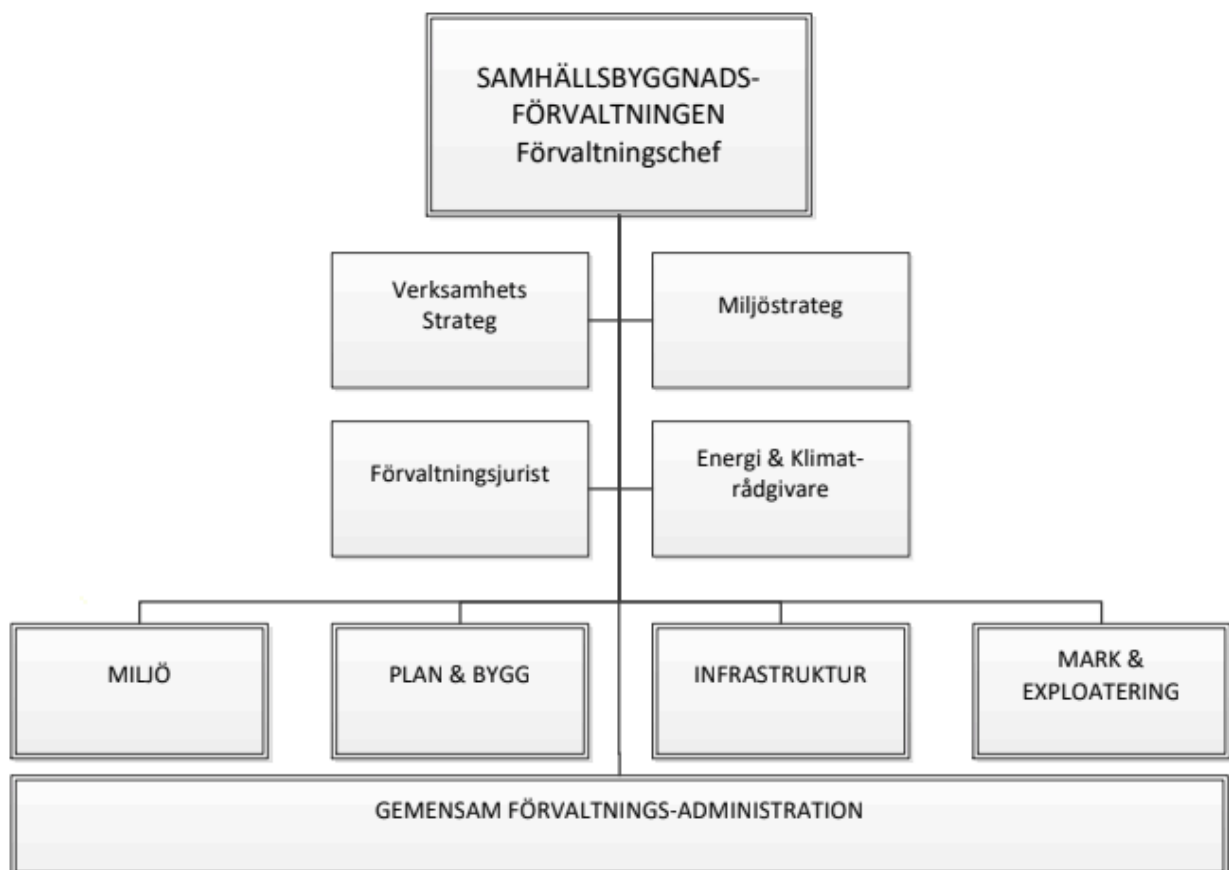 SAMHÄLLSBYGGNADS-
FÖRVALTNINGEN
Förvaltningschef
Verksamhets
Strateg
Miljöstrateg
Förvaltningsjurist
Energi & Klimat-
rådgivare
MILJÖ
PLAN & BYGG
INFRASTRUKTUR
MARK &
EXPLOATERING
GEMENSAM FÖRVALTNINGS-ADMINISTRATION